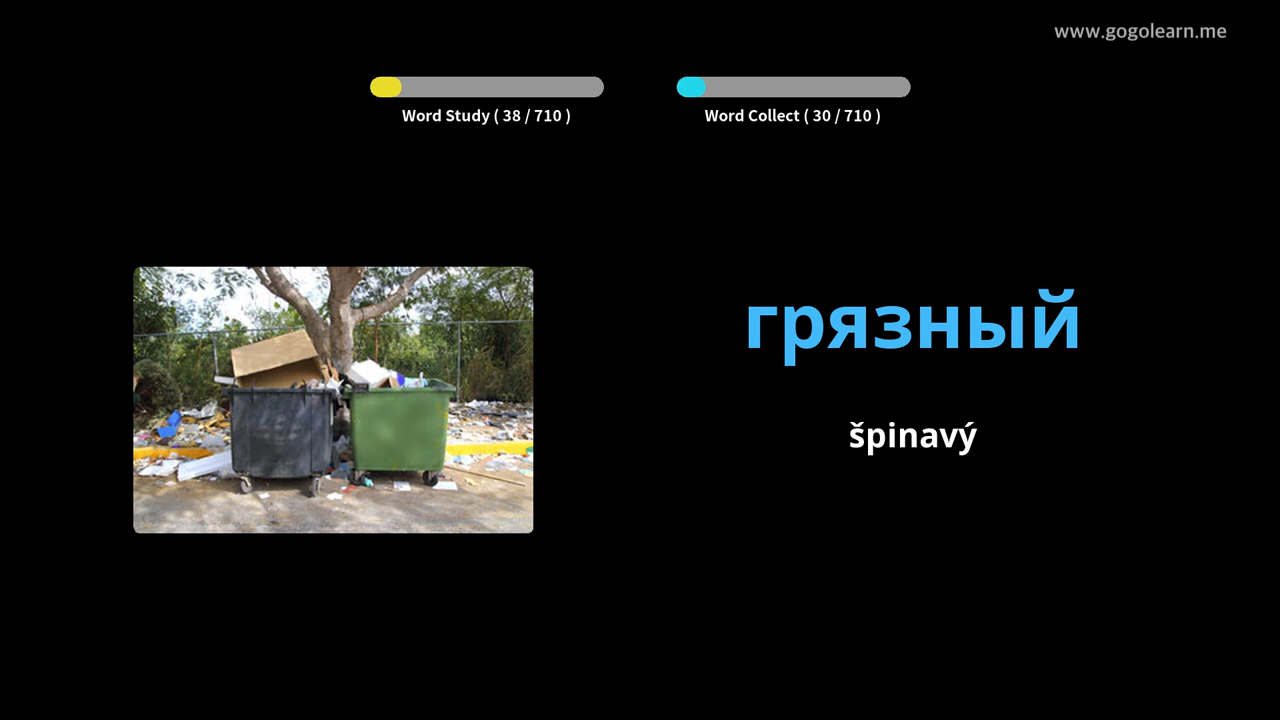 www.gogolearn.me
Word Study ( 38 / 710 )
Word Collect ( 30 / 710 )
грязный
špinavý